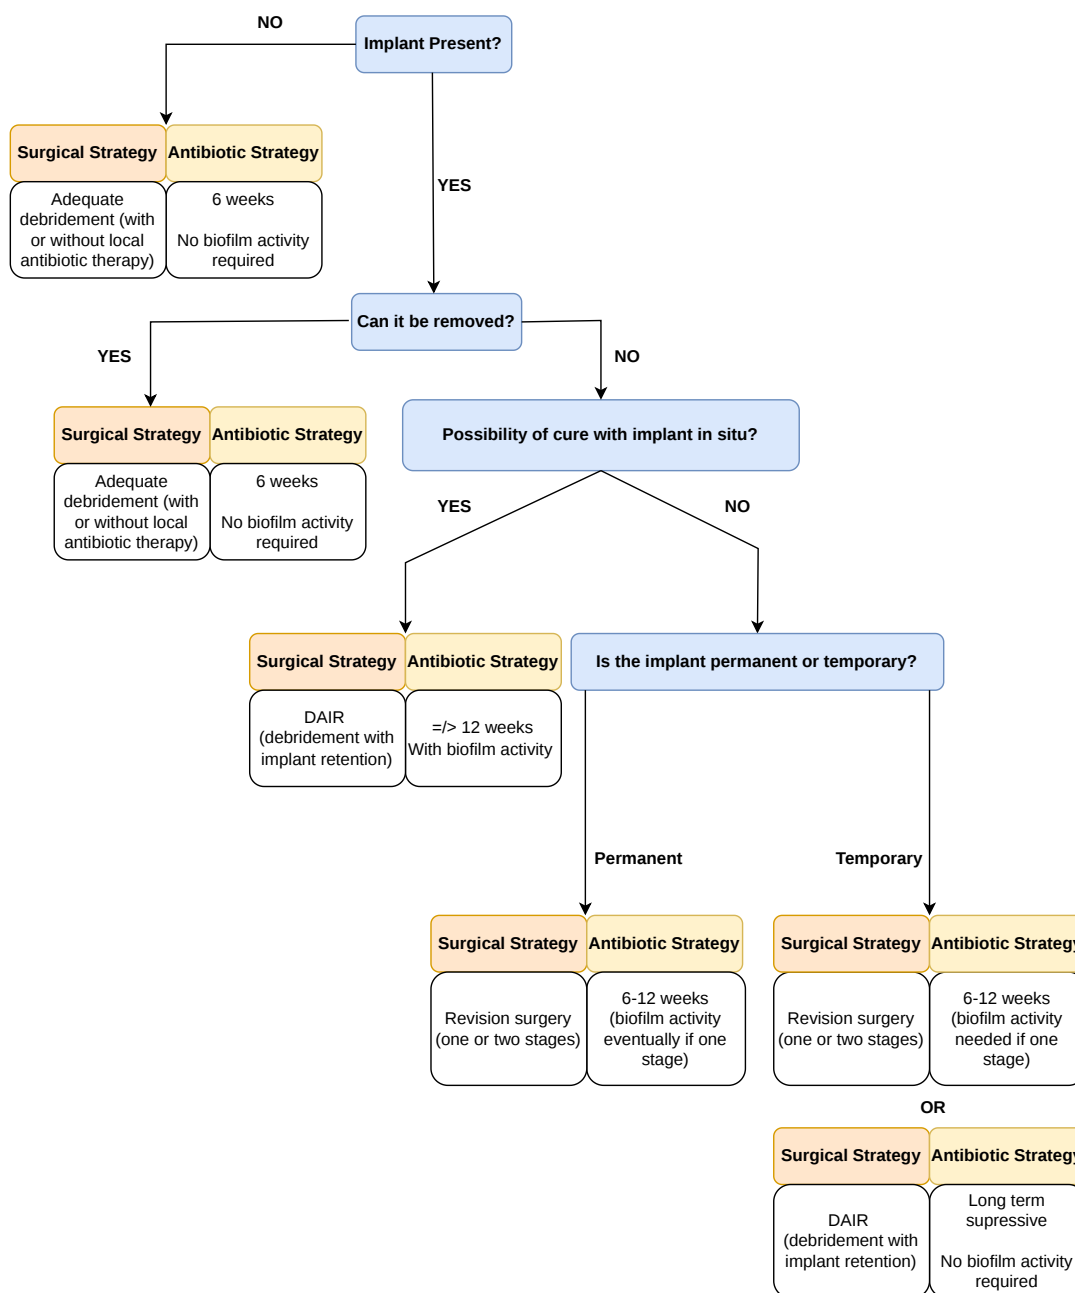 NO
Implant Present?
Surgical Strategy
Antibiotic Strategy
Adequate
debridement (with
or without local
antibiotic therapy)
6 weeks
No biofilm activity
required
YES
Can it be removed?
YES
NO
Surgical Strategy
Antibiotic Strategy
Adequate
debridement (with
or without local
antibiotic therapy)
6 weeks
No biofilm activity
required
Possibility of cure with implant in situ?
YES
NO
Surgical Strategy
Antibiotic Strategy
DAIR
(debridement with
implant retention)
=/> 12 weeks
With biofilm activity
Is the implant permanent or temporary?
Permanent
Temporary
Surgical Strategy
Antibiotic Strategy
Revision surgery
(one or two stages)
6-12 weeks
(biofilm activity
eventually if one
stage)
Surgical Strategy
Antibiotic Strategy
Revision surgery
(one or two stages)
6-12 weeks
(biofilm activity
needed if one
stage)
OR
Surgical Strategy
Antibiotic Strategy
DAIR
(debridement with
implant retention)
Long term
supressive
No biofilm activity
required